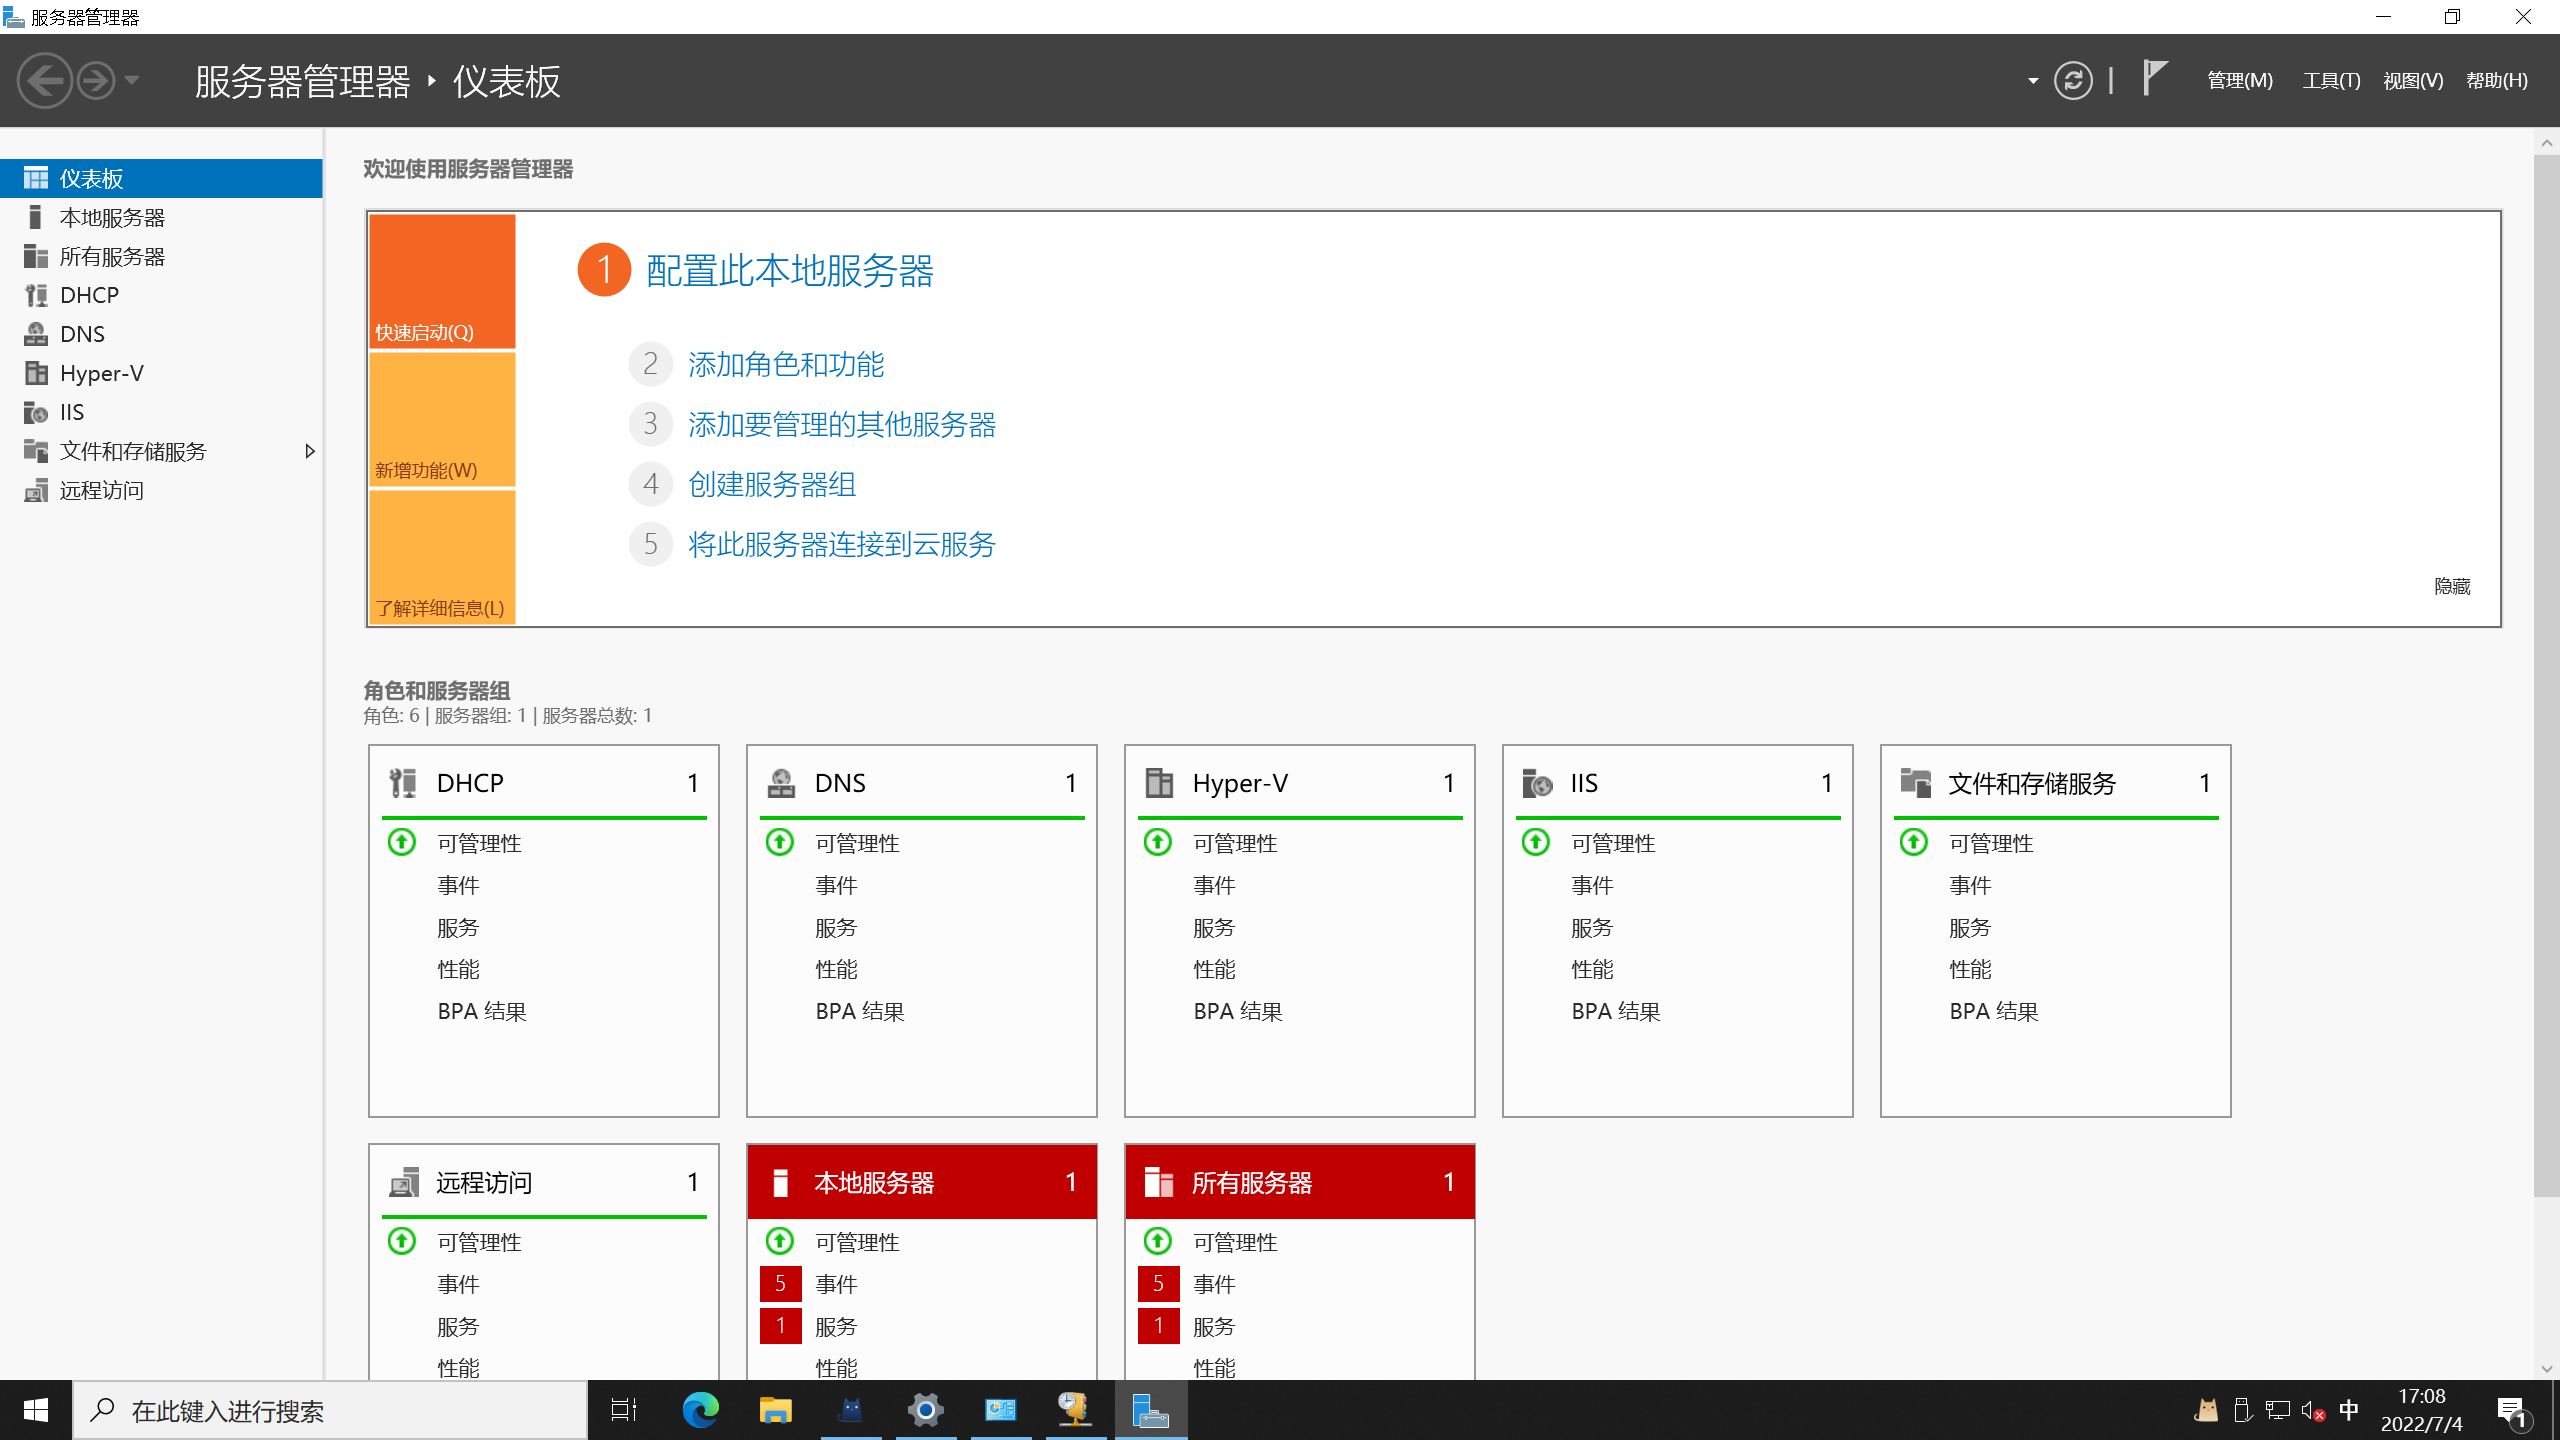 服务器管理器
服务器管理器 ‣ 仪表板
管理(M) 工具(T) 视图(V) 帮助(H)
仪表板
本地服务器
所有服务器
DHCP
DNS
Hyper-V
IIS
文件和存储服务
远程访问
欢迎使用服务器管理器
快速启动(Q)
新增功能(W)
了解详细信息(L)
1 配置此本地服务器
2 添加角色和功能
3 添加要管理的其他服务器
4 创建服务器组
5 将此服务器连接到云服务
隐藏
角色和服务器组
角色: 6 | 服务器组: 1 | 服务器总数: 1
DHCP 1
可管理性
事件
服务
性能
BPA 结果
DNS 1
可管理性
事件
服务
性能
BPA 结果
Hyper-V 1
可管理性
事件
服务
性能
BPA 结果
IIS 1
可管理性
事件
服务
性能
BPA 结果
文件和存储服务 1
可管理性
事件
服务
性能
BPA 结果
远程访问 1
可管理性
事件
服务
性能
本地服务器 1
可管理性
5 事件
1 服务
性能
所有服务器 1
可管理性
5 事件
1 服务
性能
在此键入进行搜索
中
17:08
2022/7/4
1